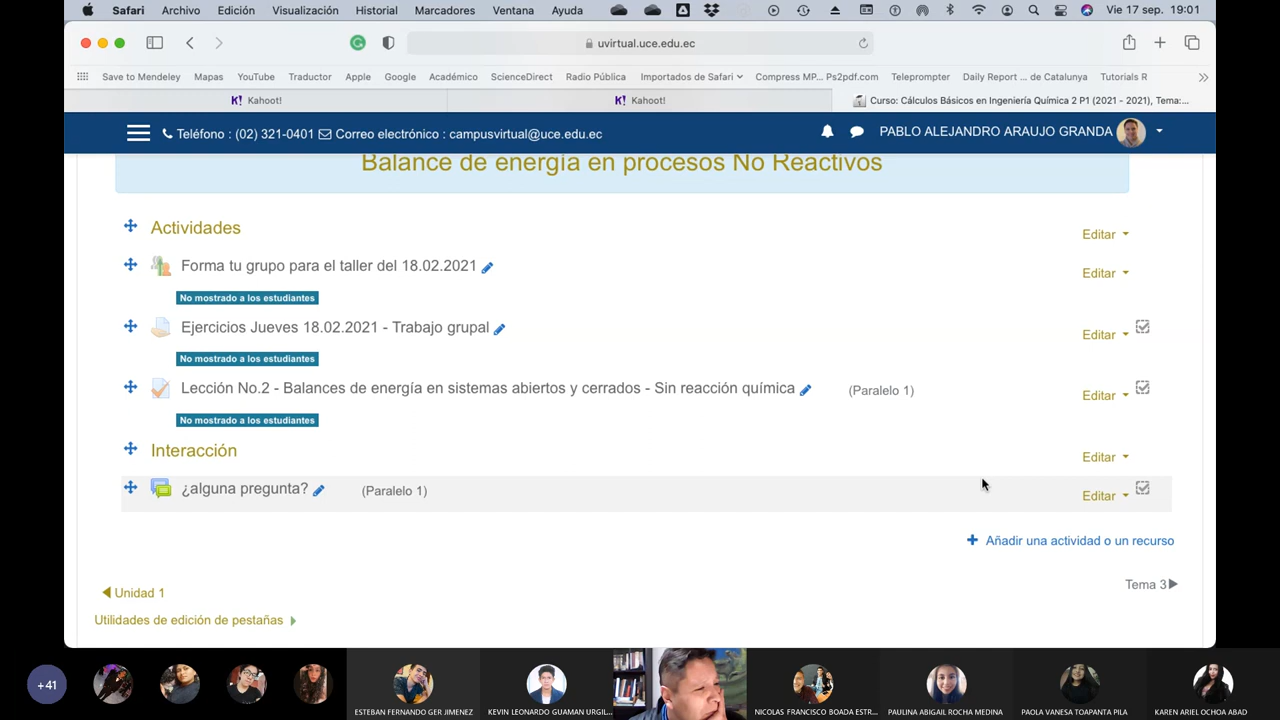 Safari Archivo Edición Visualización Historial Marcadores Ventana Ayuda Vie 17 sep. 19:01
uvirtual.uce.edu.ec
Save to Mendeley Mapas YouTube Traductor Apple Google Académico ScienceDirect Radio Pública Importados de Safari Compress MP... Ps2pdf.com Teleprompter Daily Report ... de Catalunya Tutorials R
K! Kahoot! K! Kahoot! Curso: Cálculos Básicos en Ingeniería Química 2 P1 (2021 - 2021), Tema:...
Teléfono : (02) 321-0401 Correo electrónico : campusvirtual@uce.edu.ec PABLO ALEJANDRO ARAUJO GRANDA
Balance de energía en procesos No Reactivos
Actividades Editar
Forma tu grupo para el taller del 18.02.2021 Editar
No mostrado a los estudiantes
Ejercicios Jueves 18.02.2021 - Trabajo grupal Editar
No mostrado a los estudiantes
Lección No.2 - Balances de energía en sistemas abiertos y cerrados - Sin reacción química (Paralelo 1) Editar
No mostrado a los estudiantes
Interacción Editar
¿alguna pregunta? (Paralelo 1) Editar
Añadir una actividad o un recurso
Tema 3
Unidad 1
Utilidades de edición de pestañas
+41
ESTEBAN FERNANDO GER JIMENEZ KEVIN LEONARDO GUAMAN URGIL... NICOLAS FRANCISCO BOADA ESTR... PAULINA ABIGAIL ROCHA MEDINA PAOLA VANESA TOAPANTA PILA KAREN ARIEL OCHOA ABAD